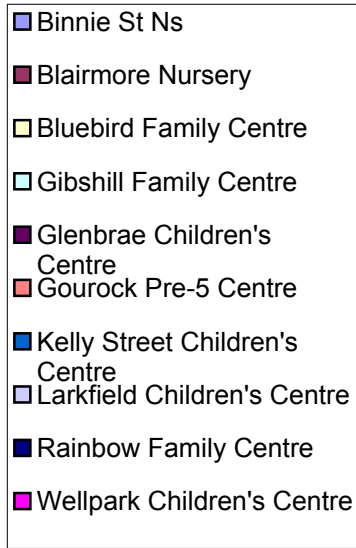 Binnie St Ns
Blairmore Nursery
Bluebird Family Centre
Gibshill Family Centre
Glenbrae Children's
Centre
Gourock Pre-5 Centre
Kelly Street Children's
Centre
Larkfield Children's Centre
Rainbow Family Centre
Wellpark Children's Centre